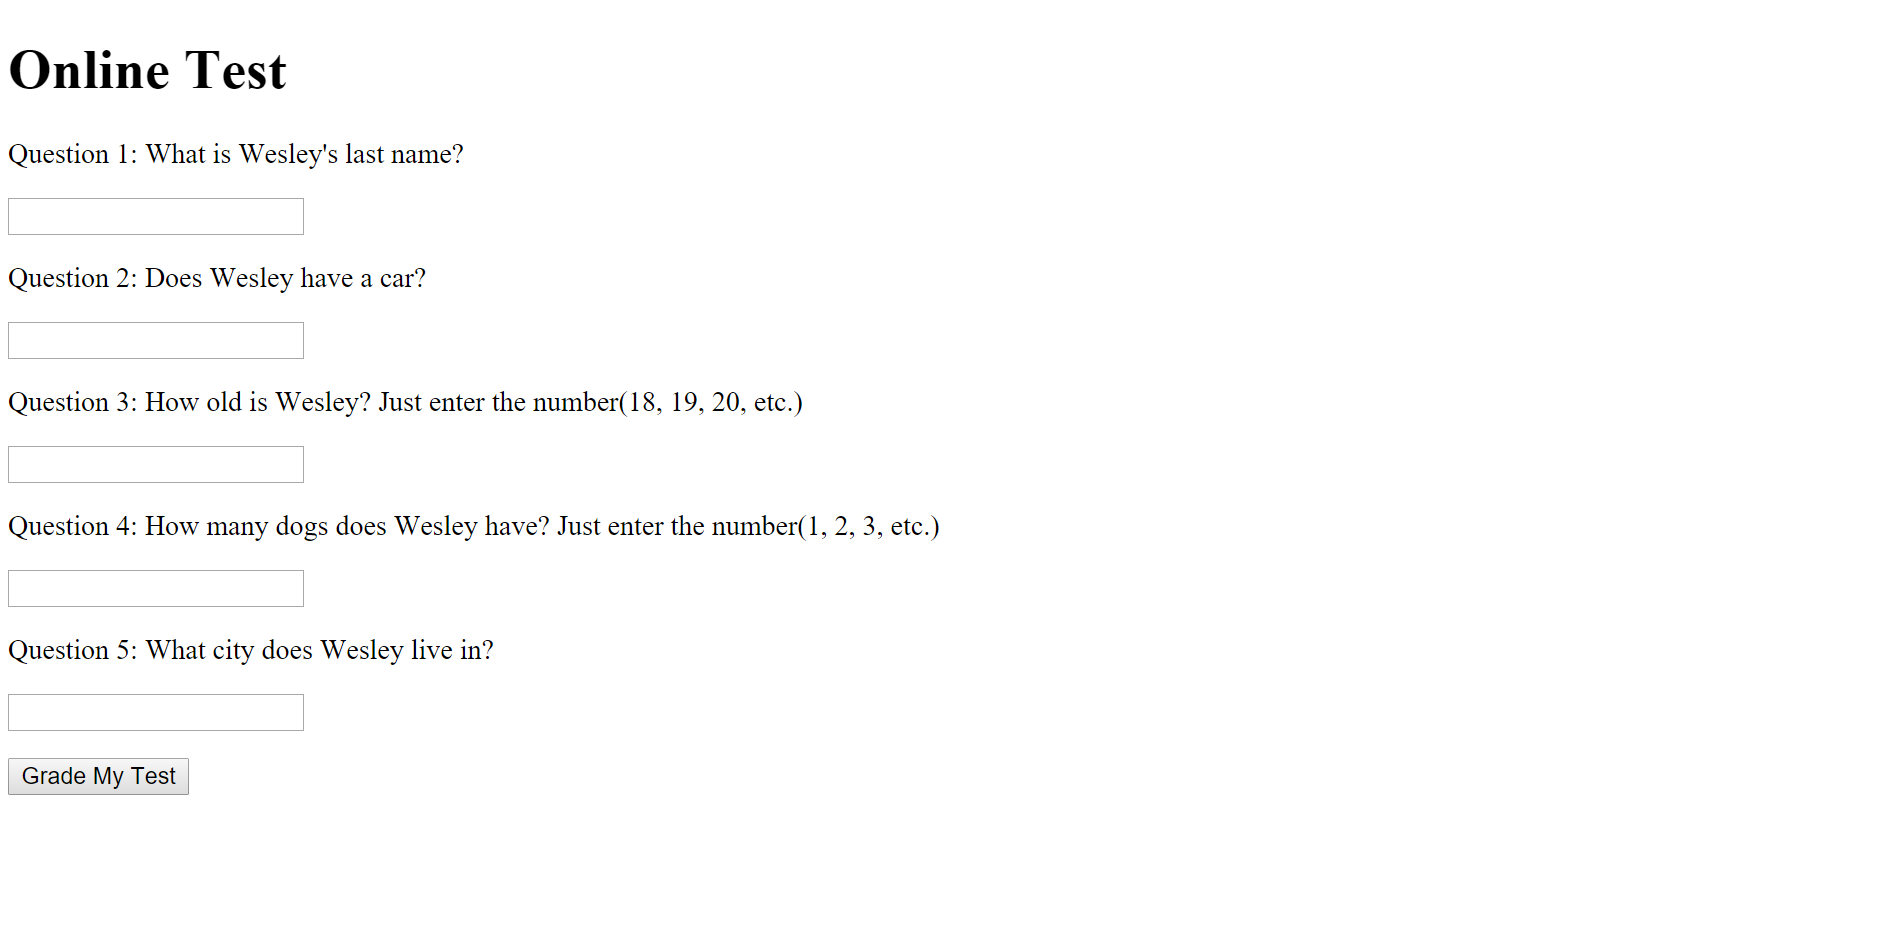 Online Test
Question 1: What is Wesley's last name?
Question 2: Does Wesley have a car?
Question 3: How old is Wesley? Just enter the number(18, 19, 20, etc.)
Question 4: How many dogs does Wesley have? Just enter the number(1, 2, 3, etc.)
Question 5: What city does Wesley live in?
Grade My Test